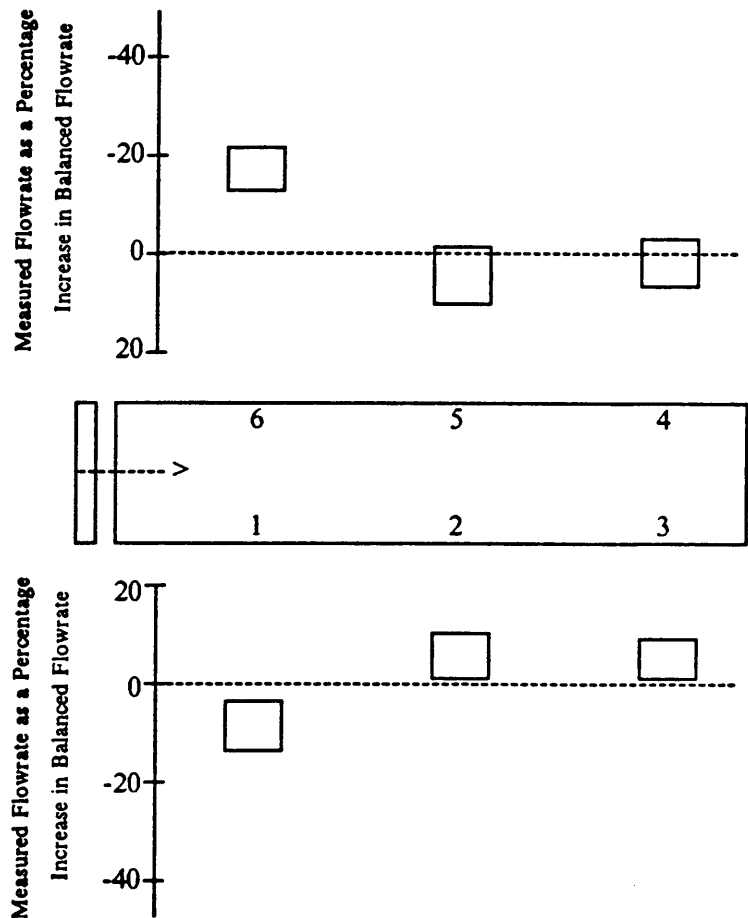 Measured Flowrate as a Percentage
Increase in Balanced Flowrate
-40
-20
0
20
6 5 4
>
1 2 3
Measured Flowrate as a Percentage
Increase in Balanced Flowrate
20
0
-20
-40